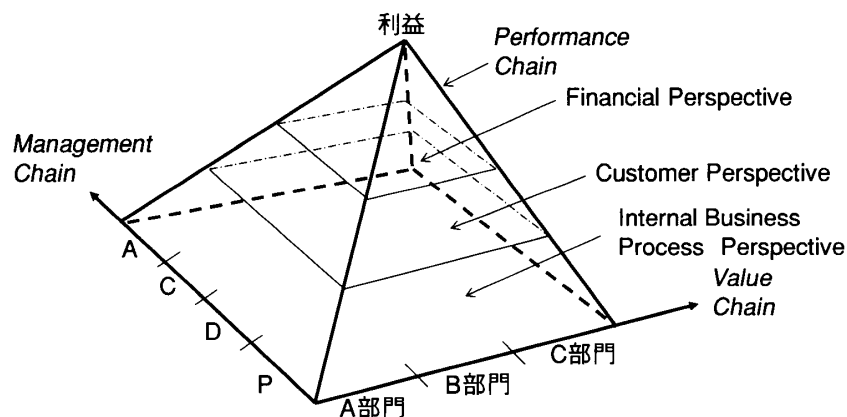 利益
Performance
Chain
Financial Perspective
Management
Chain
Customer Perspective
Internal Business
Process Perspective
Value
Chain
A
C
D
P
A部門
B部門
C部門